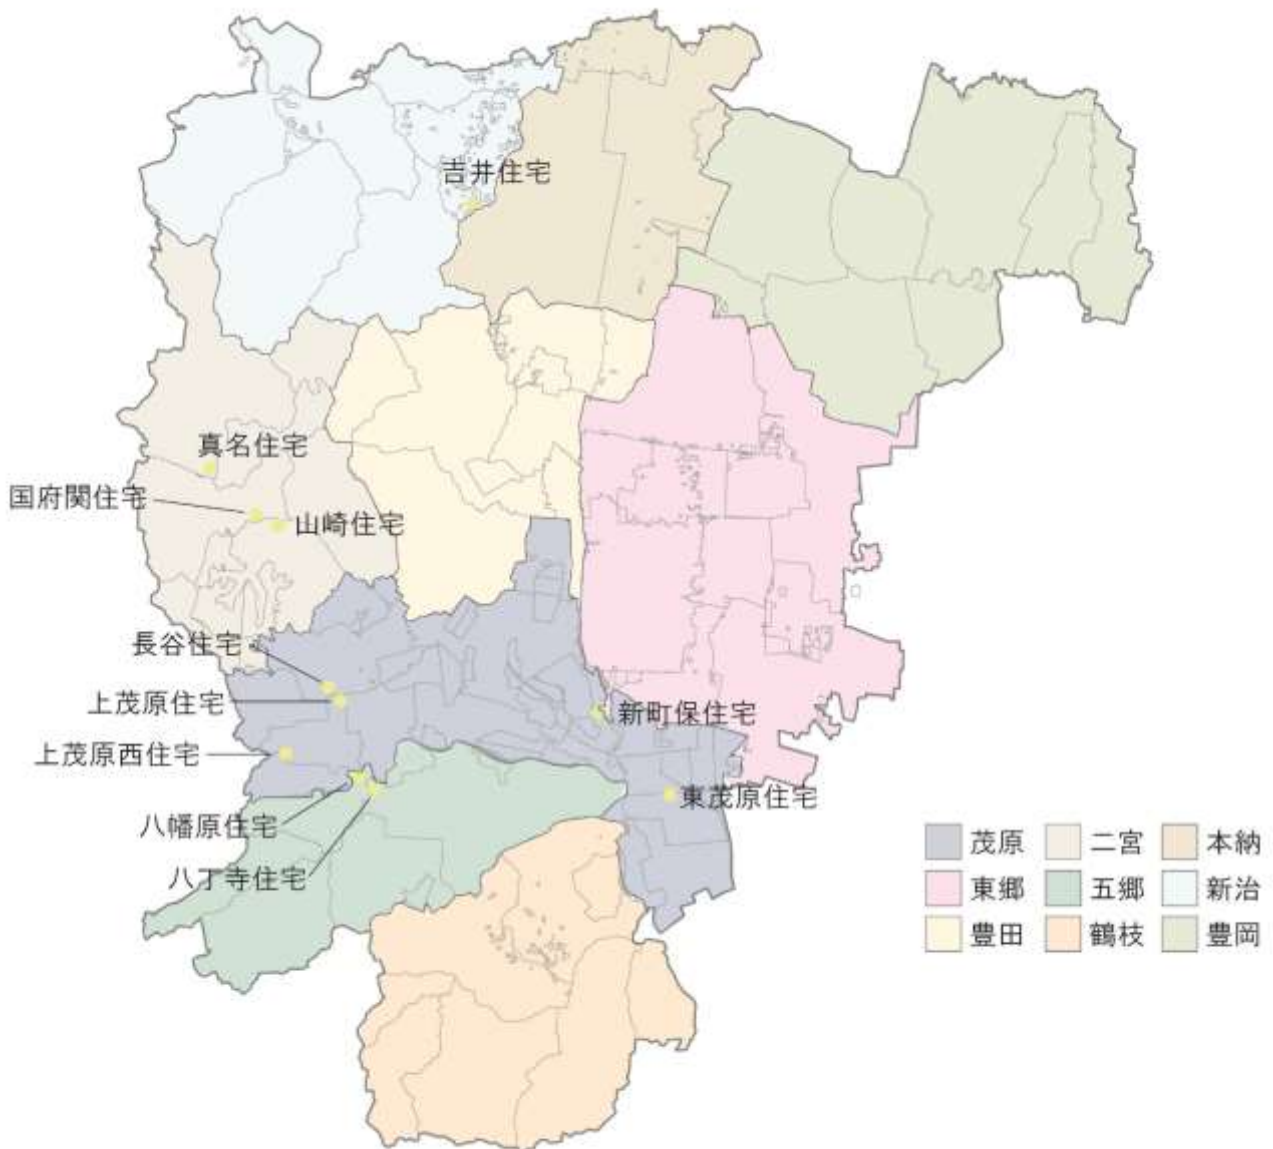 吉井住宅
真名住宅
国府関住宅
山崎住宅
長谷住宅
上茂原住宅
新町保住宅
上茂原西住宅
東茂原住宅
八幡原住宅
八丁寺住宅
茂原 二宮 本納
東郷 五郷 新治
豊田 鶴枝 豊岡